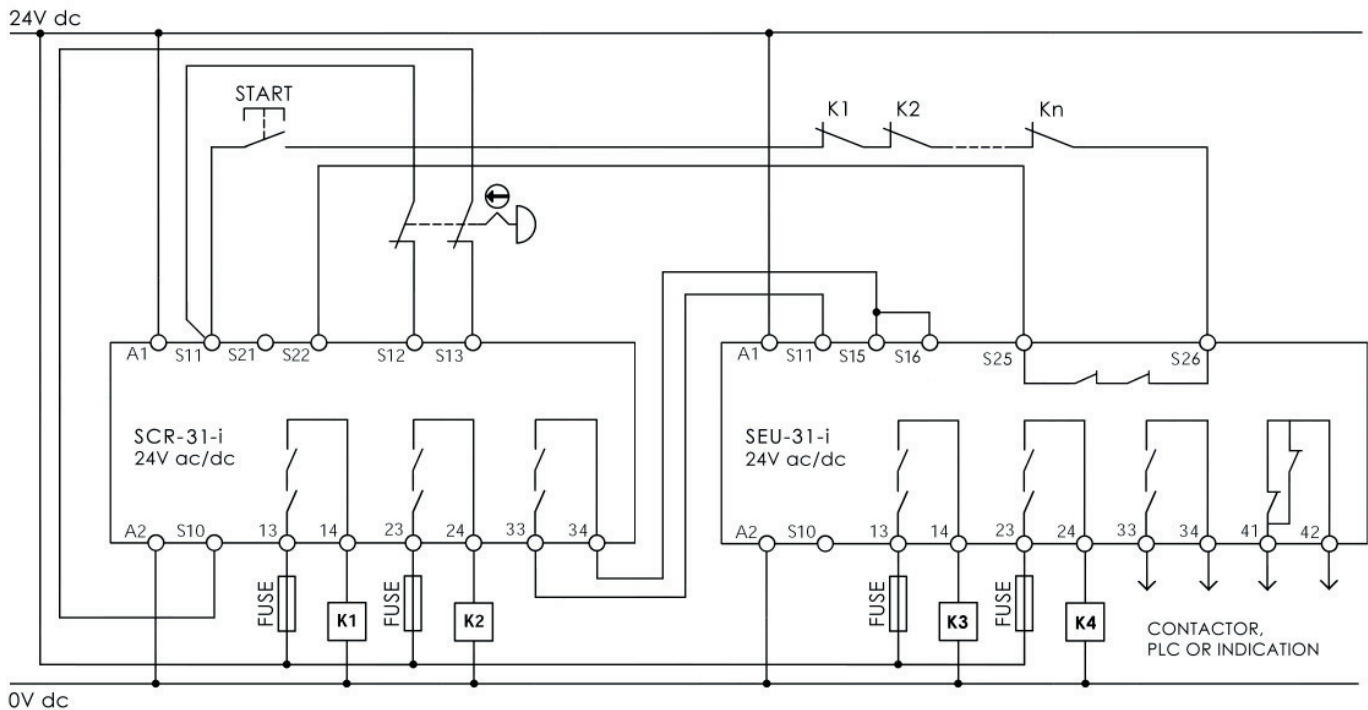 24V dc
START
K1 K2 Kn
A1 S11 S21 S22 S12 S13
A1 S11 S15 S16 S25 S26
SCR-31-i
24V ac/dc
SEU-31-i
24V ac/dc
A2 S10 13 14 23 24 33 34
A2 S10 13 14 23 24 33 34 41 42
FUSE K1 FUSE K2
FUSE K3 FUSE K4
CONTACTOR,
PLC OR INDICATION
0V dc